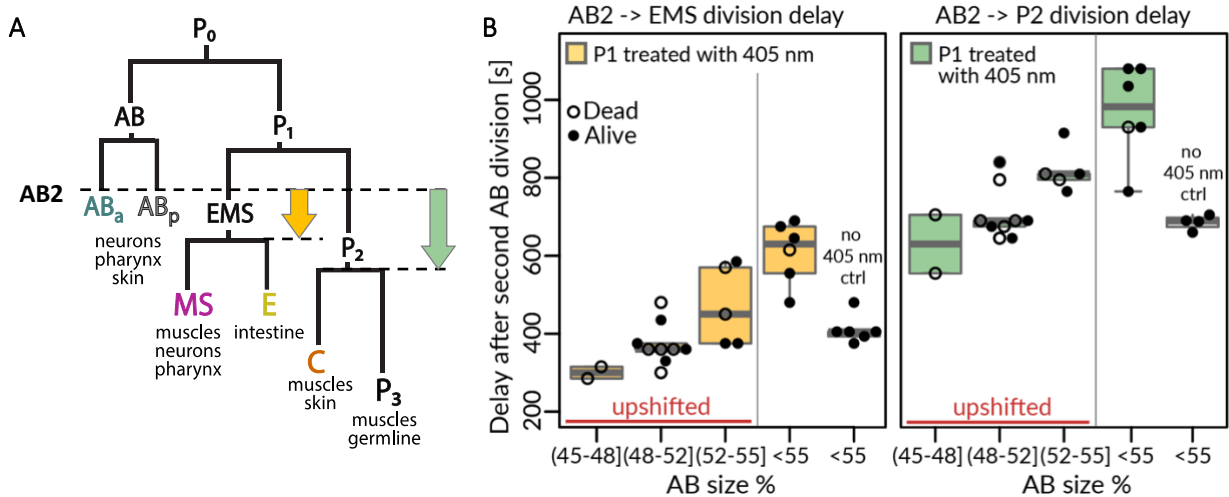 A
P0
AB
P1
AB2
ABa
ABp
EMS
neurons
pharynx
skin
P2
MS
E
muscles
neurons
pharynx
intestine
C
muscles
skin
P3
muscles
germline
B
AB2 -> EMS division delay
AB2 -> P2 division delay
Delay after second AB division [s]
200
400
600
800
1000
P1 treated with 405 nm
Dead
Alive
no
405 nm
ctrl
upshifted
(45-48]
(48-52]
(52-55]
<55
<55
AB size %
P1 treated
with 405 nm
no
405 nm
ctrl
upshifted
(45-48]
(48-52]
(52-55]
<55
<55
AB size %